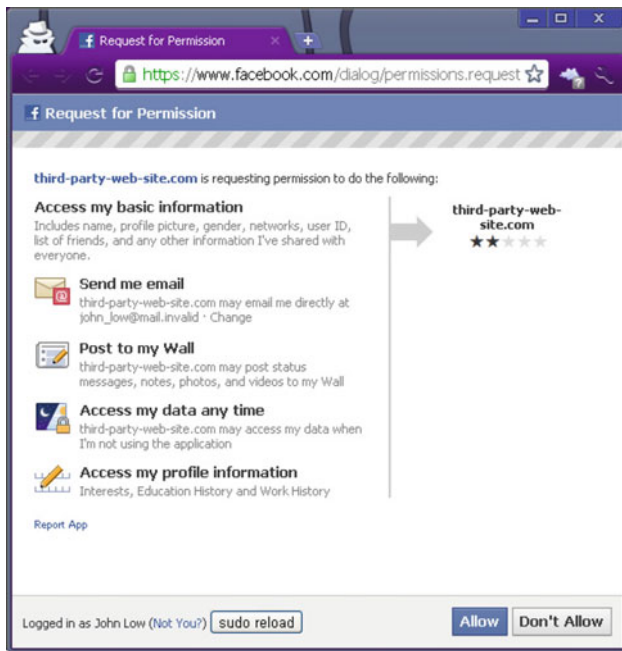 Request for Permission
https://www.facebook.com/dialog/permissions.request
Request for Permission
third-party-web-site.com is requesting permission to do the following:
Access my basic information
Includes name, profile picture, gender, networks, user ID,
list of friends, and any other information I've shared with
everyone.
third-party-web-
site.com
Send me email
third-party-web-site.com may email me directly at
john_low@mail.invalid · Change
Post to my Wall
third-party-web-site.com may post status
messages, notes, photos, and videos to my Wall
Access my data any time
third-party-web-site.com may access my data when
I'm not using the application
Access my profile information
Interests, Education History and Work History
Report App
Logged in as John Low (Not You?) sudo reload Allow Don't Allow